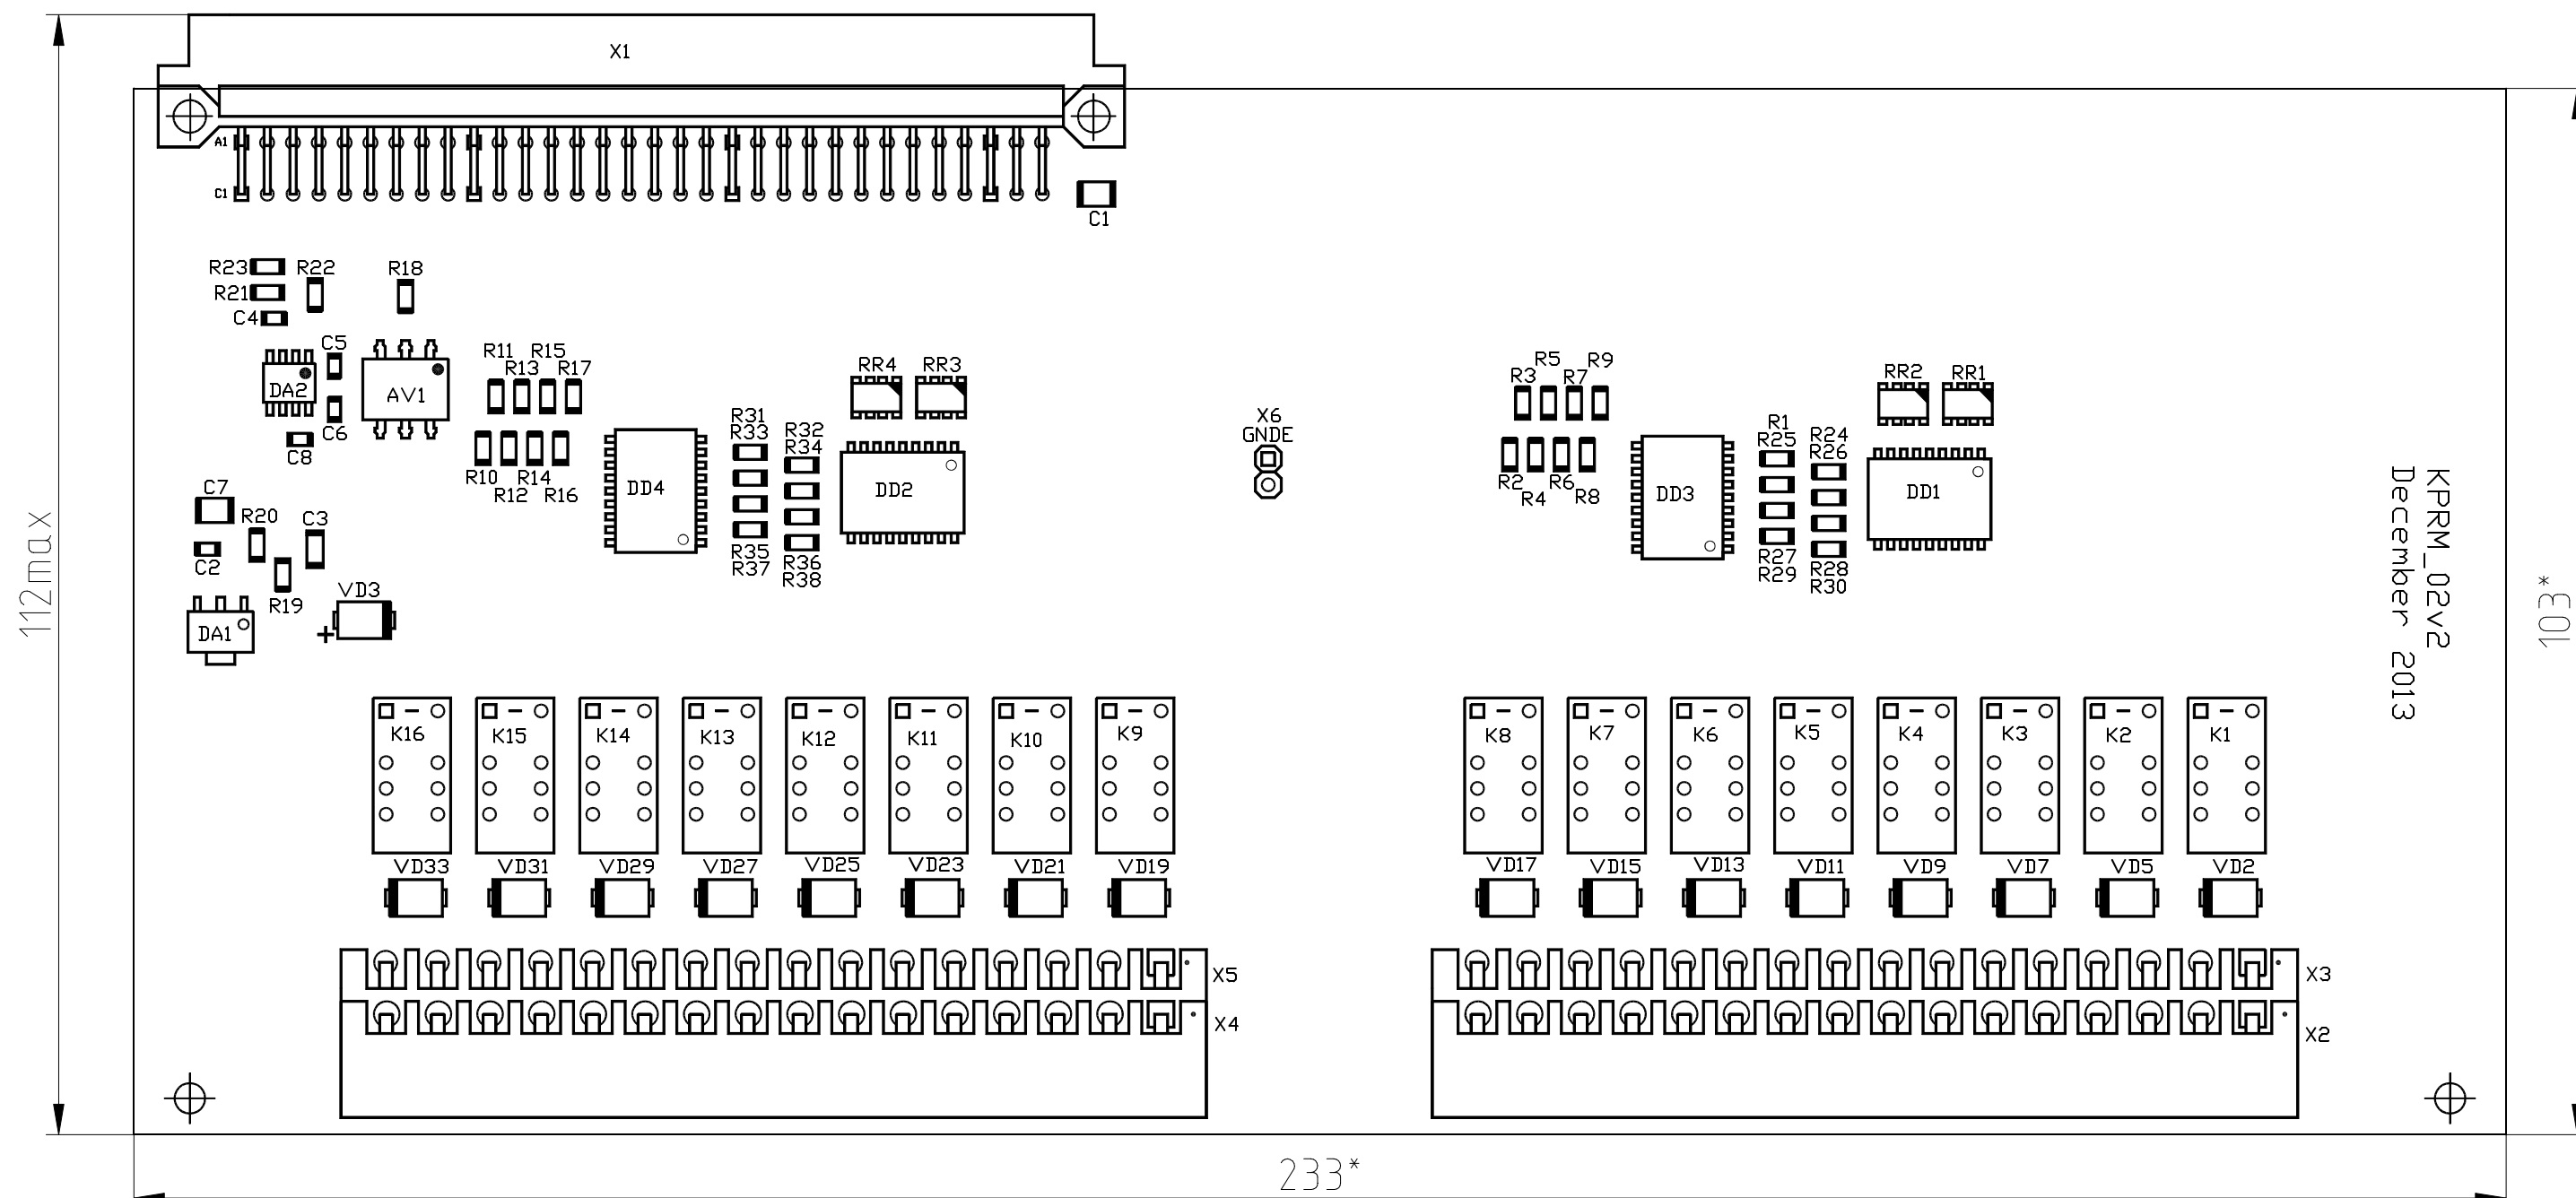 X1
A1
C1
C1
R23
R22
R18
R21
C4
C5
DA2
AV1
C6
C8
R11
R15
R13
R17
R10
R14
R12
R16
RR4
RR3
R31
R33
R32
R34
DD4
DD2
R35
R37
R36
R38
X6
GNDE
R5
R9
R3
R7
R2
R6
R4
R8
RR2
RR1
R1
R25
R24
R26
DD3
DD1
R27
R29
R28
R30
C7
R20
C3
C2
R19
VD3
+
DA1
KPRM_02v2
December 2013
112max
103*
K16
K15
K14
K13
K12
K11
K10
K9
K8
K7
K6
K5
K4
K3
K2
K1
VD33
VD31
VD29
VD27
VD25
VD23
VD21
VD19
VD17
VD15
VD13
VD11
VD9
VD7
VD5
VD2
X5
X4
X3
X2
233*